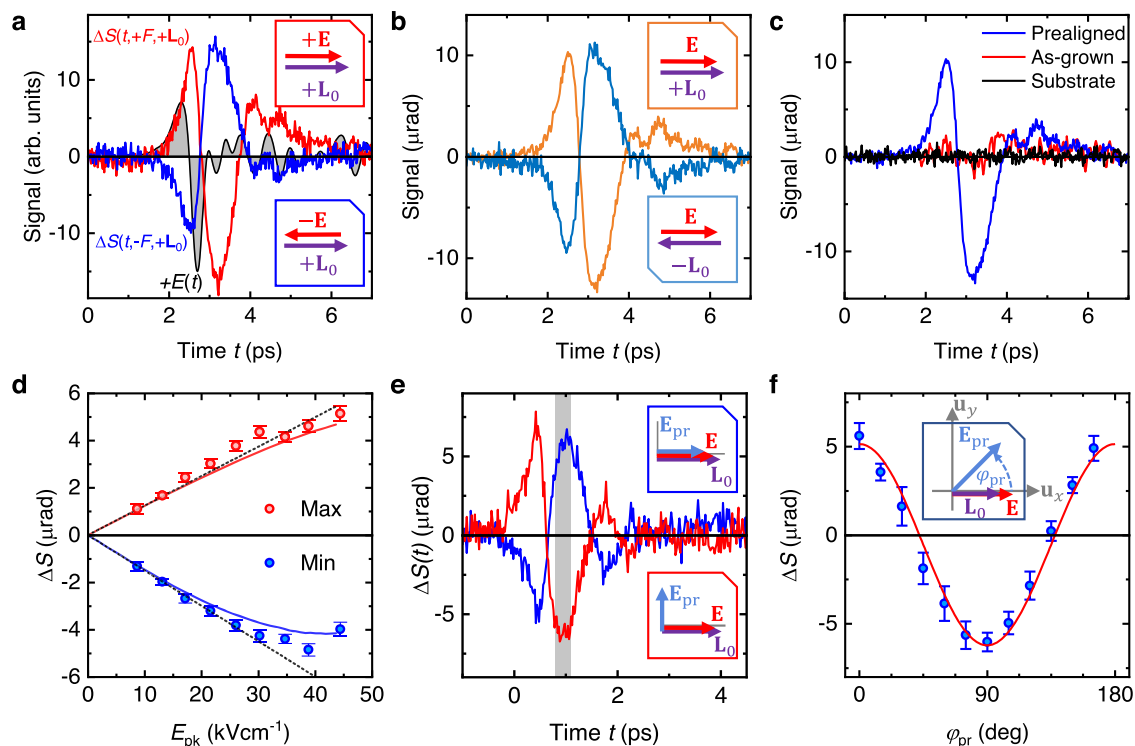 a
ΔS(t,+F,+L₀)
+E
+L₀
−E
+L₀
ΔS(t,-F,+L₀)
+E(t)
Signal (arb. units)
10
0
-10
0
2
4
6
Time t (ps)
b
E
+L₀
E
−L₀
Signal (μrad)
10
0
-10
0
2
4
6
Time t (ps)
c
Prealigned
As-grown
Substrate
Signal (μrad)
10
0
-10
0
2
4
6
Time t (ps)
d
Max
Min
ΔS (μrad)
6
4
2
0
-2
-4
-6
0
10
20
30
40
50
Eₚₖ (kVcm⁻¹)
e
Eₚᵣ
E
L₀
Eₚᵣ
E
L₀
ΔS(t) (μrad)
5
0
-5
0
2
4
Time t (ps)
f
u_y
Eₚᵣ
φₚᵣ
uₓ
L₀
E
ΔS (μrad)
5
0
-5
0
90
180
φₚᵣ (deg)